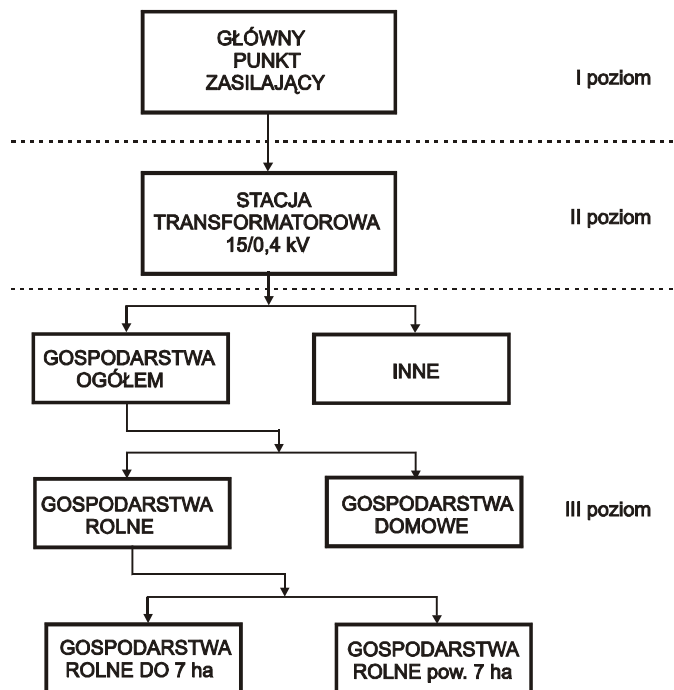 GŁÓWNY
PUNKT
ZASILAJĄCY
I poziom
STACJA
TRANSFORMATOROWA
15/0,4 kV
II poziom
GOSPODARSTWA
OGÓŁEM
INNE
GOSPODARSTWA
ROLNE
GOSPODARSTWA
DOMOWE
III poziom
GOSPODARSTWA
ROLNE DO 7 ha
GOSPODARSTWA
ROLNE pow. 7 ha